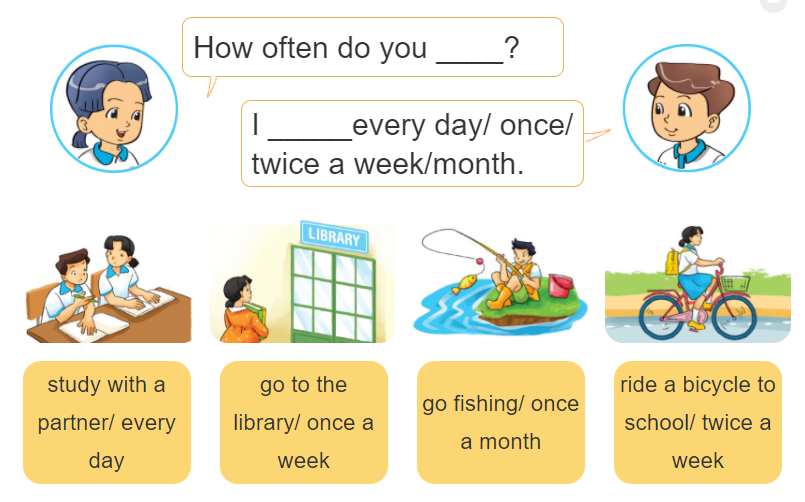 How often do you ____?
I _____every day/ once/
twice a week/month.
LIBRARY
study with a
partner/ every
day
go to the
library/ once a
week
go fishing/ once
a month
ride a bicycle to
school/ twice a
week